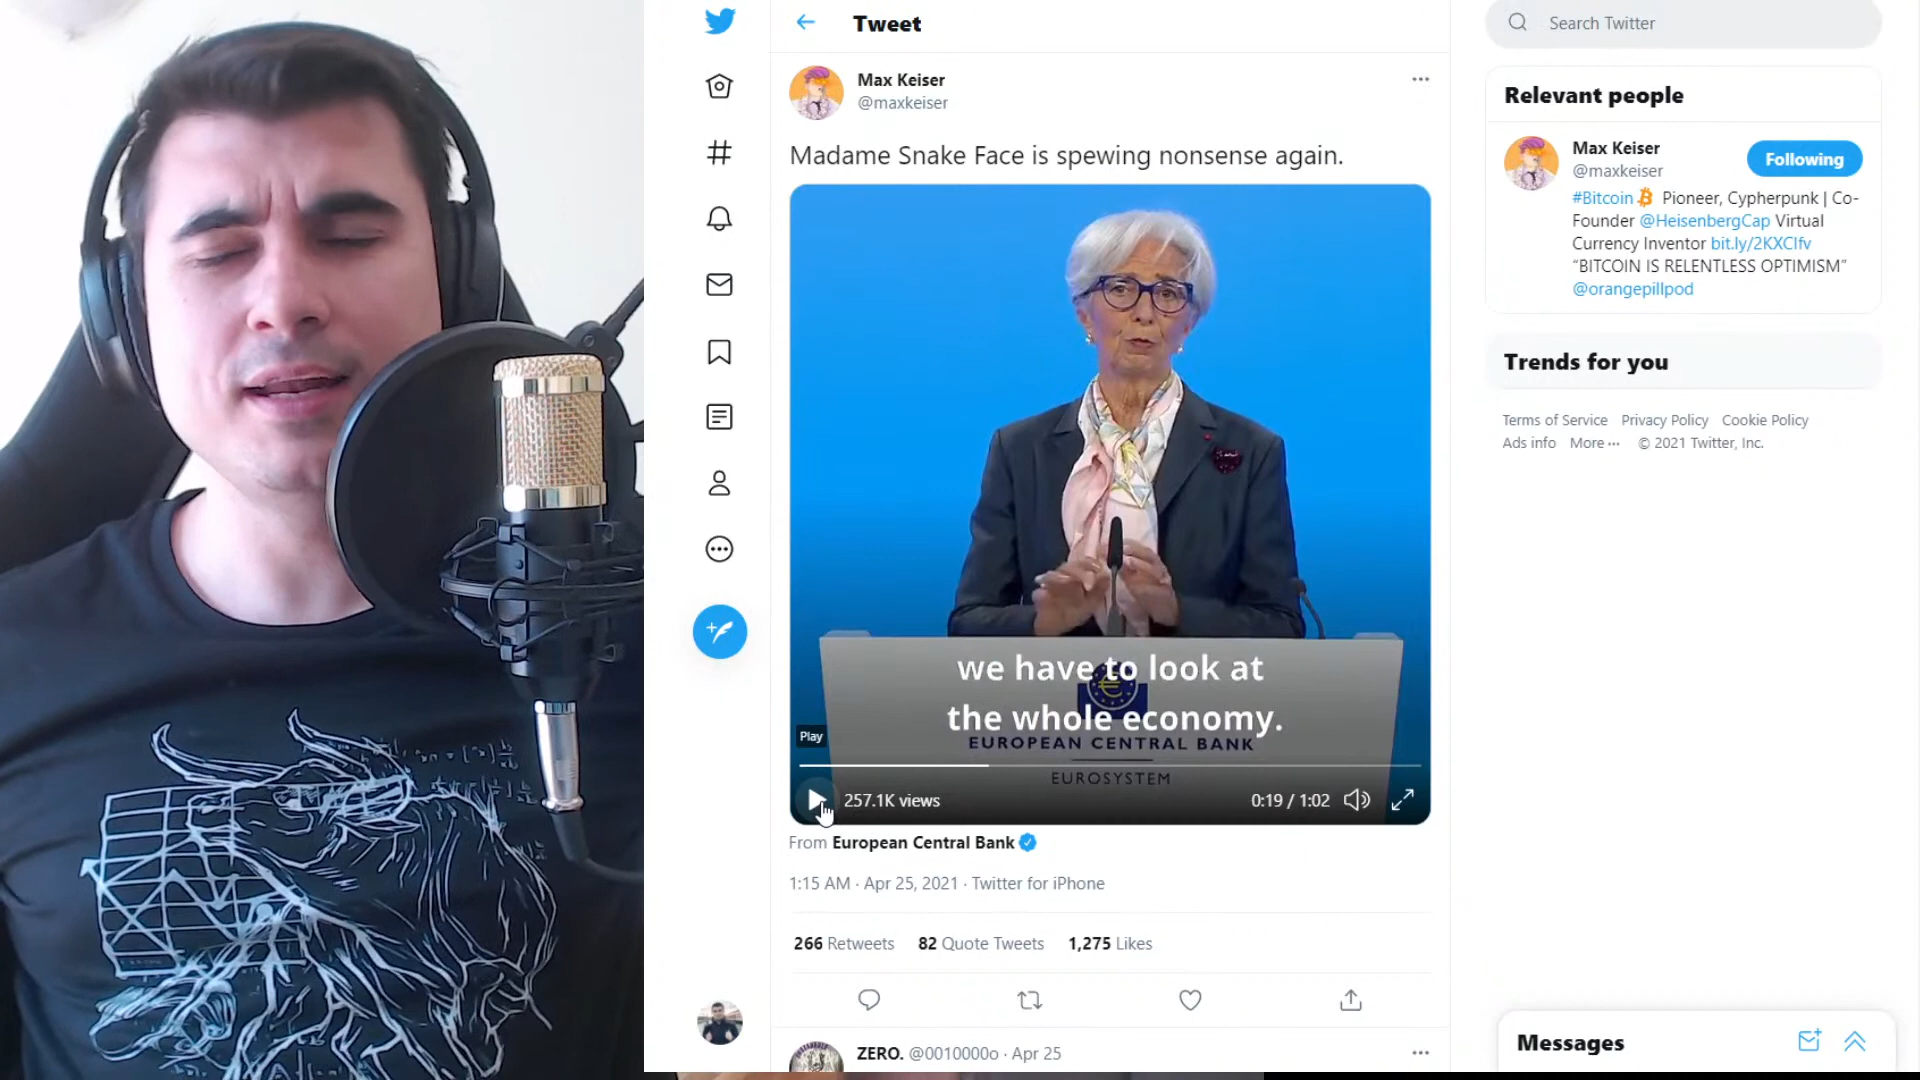 Tweet
Search Twitter
Max Keiser
@maxkeiser
Madame Snake Face is spewing nonsense again.
we have to look at
the whole economy.
EUROPEAN CENTRAL BANK
EUROSYSTEM
Play
257.1K views
0:19 / 1:02
From European Central Bank
1:15 AM · Apr 25, 2021 · Twitter for iPhone
266 Retweets 82 Quote Tweets 1,275 Likes
ZERO. @0010000o · Apr 25
Relevant people
Max Keiser
@maxkeiser
Following
#Bitcoin Pioneer, Cypherpunk | Co-
Founder @HeisenbergCap Virtual
Currency Inventor bit.ly/2KXCIfv
“BITCOIN IS RELENTLESS OPTIMISM”
@orangepillpod
Trends for you
Terms of Service Privacy Policy Cookie Policy
Ads info More ··· © 2021 Twitter, Inc.
Messages